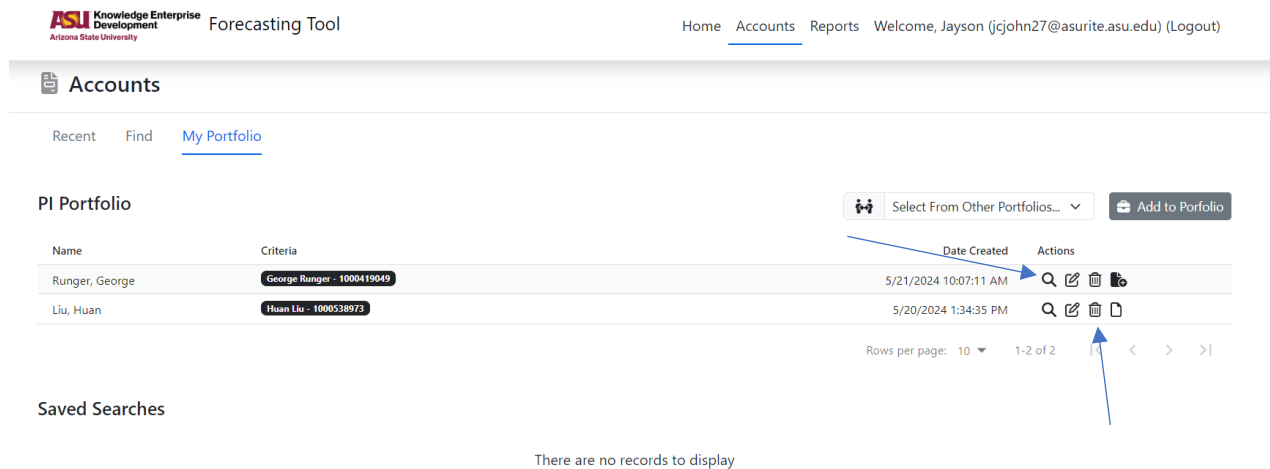 ASU Knowledge Enterprise
Development
Arizona State University
Forecasting Tool
Home Accounts Reports Welcome, Jayson (jcjohn27@asurite.asu.edu) (Logout)
Accounts
Recent Find My Portfolio
PI Portfolio
Select From Other Portfolios...
Add to Porfolio
Name Criteria Date Created Actions
Runger, George George Runger - 1000419049 5/21/2024 10:07:11 AM
Liu, Huan Huan Liu - 1000538973 5/20/2024 1:34:35 PM
Rows per page: 10 1-2 of 2
Saved Searches
There are no records to display